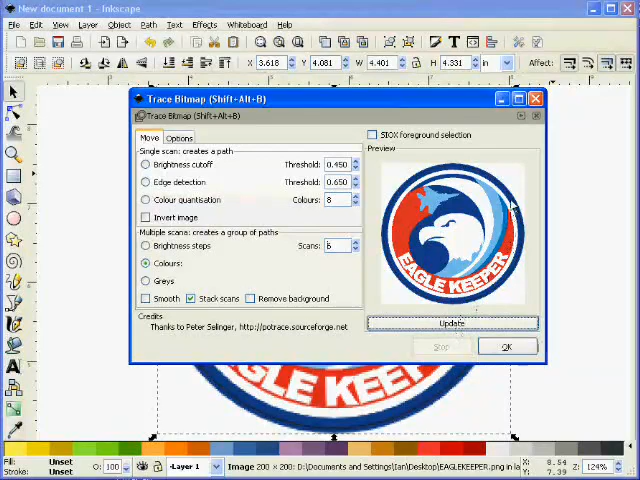 New document 1 - Inkscape
File Edit View Layer Object Path Text Effects Whiteboard Help
X 3.618 Y 4.081 W 4.401 H 4.331 in Affect:
Trace Bitmap (Shift+Alt+B)
Trace Bitmap (Shift+Alt+B)
Move Options
SIOX foreground selection
Single scan: creates a path
Preview
Brightness cutoff Threshold: 0.450
Edge detection Threshold: 0.650
Colour quantisation Colours: 8
Invert image
Multiple scans: creates a group of paths
Brightness steps Scans: 6
Colours:
Greys
Smooth Stack scans Remove background
EAGLE KEEPER
Credits
Thanks to Peter Selinger, http://potrace.sourceforge.net
Update
Stop OK
EAGLE KEEPER
Fill: Unset
Stroke: Unset
O: 100
Layer 1
Image 200 × 200: D:\Documents and Settings\Ian\Desktop\EAGLEKEEPER.png in la
X: 8.54
Y: 7.39
Z: 124%